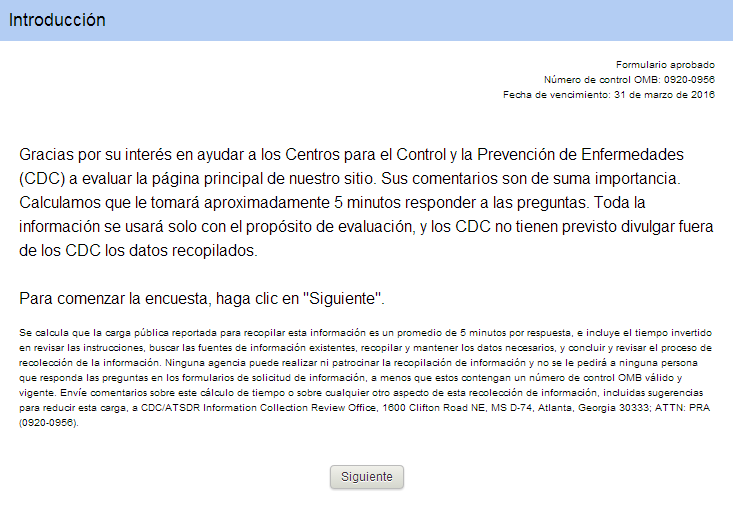 Introducción
Formulario aprobado
Número de control OMB: 0920-0956
Fecha de vencimiento: 31 de marzo de 2016
Gracias por su interés en ayudar a los Centros para el Control y la Prevención de Enfermedades
(CDC) a evaluar la página principal de nuestro sitio. Sus comentarios son de suma importancia.
Calculamos que le tomará aproximadamente 5 minutos responder a las preguntas. Toda la
información se usará solo con el propósito de evaluación, y los CDC no tienen previsto divulgar fuera
de los CDC los datos recopilados.
Para comenzar la encuesta, haga clic en "Siguiente".
Se calcula que la carga pública reportada para recopilar esta información es un promedio de 5 minutos por respuesta, e incluye el tiempo invertido
en revisar las instrucciones, buscar las fuentes de información existentes, recopilar y mantener los datos necesarios, y concluir y revisar el proceso de
recolección de la información. Ninguna agencia puede realizar ni patrocinar la recopilación de información y no se le pedirá a ninguna persona
que responda las preguntas en los formularios de solicitud de información, a menos que estos contengan un número de control OMB válido y
vigente. Envíe comentarios sobre este cálculo de tiempo o sobre cualquier otro aspecto de esta recolección de información, incluidas sugerencias
para reducir esta carga, a CDC/ATSDR Information Collection Review Office, 1600 Clifton Road NE, MS D-74, Atlanta, Georgia 30333; ATTN: PRA
(0920-0956).
Siguiente